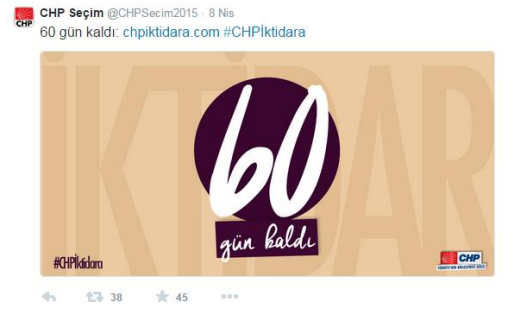 CHP Seçim @CHPSecim2015 · 8 Nis
CHP
60 gün kaldı: chpiktidara.com #CHPİktidara
İKTİDAR
60
gün kaldı
#CHPİktidara
CHP
38
45